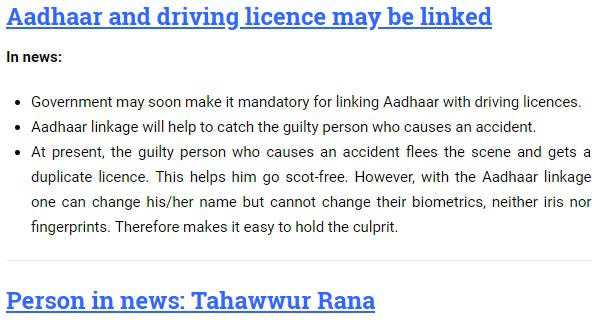 Aadhaar and driving licence may be linked
In news:
Government may soon make it mandatory for linking Aadhaar with driving licences.
Aadhaar linkage will help to catch the guilty person who causes an accident.
At present, the guilty person who causes an accident flees the scene and gets a
duplicate licence. This helps him go scot-free. However, with the Aadhaar linkage
one can change his/her name but cannot change their biometrics, neither iris nor
fingerprints. Therefore makes it easy to hold the culprit.
Person in news: Tahawwur Rana